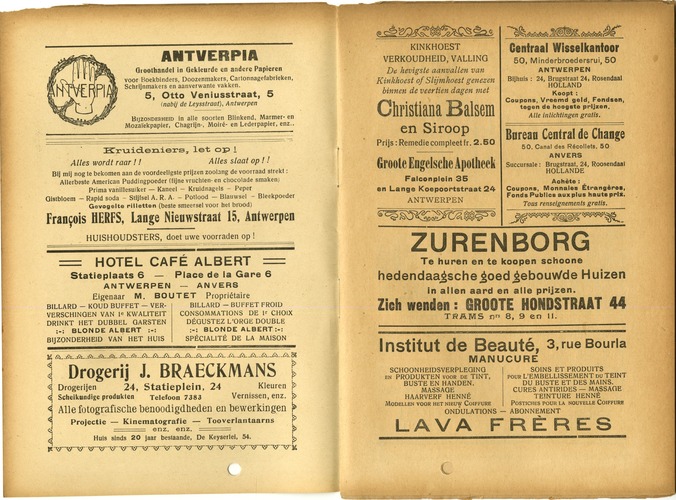 ANTVERPIA
ANTVERPIA
Groothandel in Gekleurde en andere Papieren
voor Boekbinders, Doozenmakers, Cartonnagefabrieken,
Schrijfmakers en aanverwante vakken.
5, Otto Veniusstraat, 5
(nabij de Leysstraat), Antwerpen
BIJZONDERHEID in alle soorten Blinkend, Marmer- en
Mozaïekpapier, Chagrijn-, Moiré- en Lederpapier, enz..
Kruideniers, let op!
Alles wordt raar !! Alles slaat op !!
Bij mij nog te bekomen aan de voordeeligste prijzen zoolang de voorraad strekt :
Allerbeste American Puddingpoeder (fijne vruchten- en chocolade smaken)
Prima vanillesuiker — Kaneel — Kruidnagels — Peper
Gistbloem — Rapid soda — Stijfsel A. R. A. — Potlood — Blauwsel — Bleekpoeder
Gevogelte rilletten (beste smeersel voor het brood)
François HERFS, Lange Nieuwstraat 15, Antwerpen
HUISHOUDSTERS, doet uwe voorraden op !
HOTEL CAFÉ ALBERT
Statieplaats 6 — Place de la Gare 6
ANTWERPEN — ANVERS
Eigenaar M. BOUTET Propriétaire
BILLARD — KOUD BUFFET — VER-
VERSCHINGEN VAN 1e KWALITEIT
DRINKT HET DUBBEL GARSTEN
:-: BLONDE ALBERT :-:
BIJZONDERHEID VAN HET HUIS
BILLARD — BUFFET FROID
CONSOMMATIONS DE 1r CHOIX
DÉGUSTEZ L'ORGE DOUBLE
:-: BLONDE ALBERT :-:
SPÉCIALITÉ DE LA MAISON
Drogerij J. BRAECKMANS
Drogerijen 24, Statieplein, 24 Kleuren
Scheikundige produkten Telefoon 7383 Vernissen, enz.
Alle fotografische benoodigdheden en bewerkingen
Projectie — Kinematografie — Tooverlantaarns
enz. enz.
Huis sinds 20 jaar bestaande, De Keyserlei, 54.
KINKHOEST
VERKOUDHEID, VALLING
De hevigste aanvallen van
Kinkhoest of Slijmhoest genezen
binnen de veertien dagen met
Christiana Balsem
en Siroop
Prijs : Remedie compleet fr. 2.50
Groote Engelsche Apotheek
Falconplein 35
en Lange Koepoortstraat 24
ANTWERPEN
Centraal Wisselkantoor
50, Minderbroedersrui, 50
ANTWERPEN
Bijhuis : 24, Brugstraat 24, Rosendaal
HOLLAND
Koopt :
Coupons, Vreemd geld, Fondsen,
tegen de hoogste prijzen.
Alle inlichtingen gratis.
Bureau Central de Change
50, Canal des Récollets, 50
ANVERS
Succursale : Brugstraat 24, Roosendaal
HOLLANDE
Achète :
Coupons, Monnaies Étrangères,
Fonds Publics aux plus hauts prix.
Tous renseignements gratis.
ZURENBORG
Te huren en te koopen schoone
hedendaagsche goed gebouwde Huizen
in allen aard en alle prijzen.
Zich wenden : GROOTE HONDSTRAAT 44
TRAMS nrs 8, 9 en 11.
Institut de Beauté, 3, rue Bourla
MANUCURE
SCHOONHEIDSVERPLEGING
EN PRODUKTEN VOOR DE TINT,
BUSTE EN HANDEN.
MASSAGE
HAARVERF HENNÉ
MODELLEN VOOR HET NIEUW COIFFURE
SOINS ET PRODUITS
POUR L'EMBELLISSEMENT DU TEINT
DU BUSTE ET DES MAINS.
CURES ANTIRIDES — MASSAGE
TEINTURE HENNÉ
POSTICHES POUR LA NOUVELLE COIFFURE
ONDULATIONS — ABONNEMENT
LAVA FRÈRES